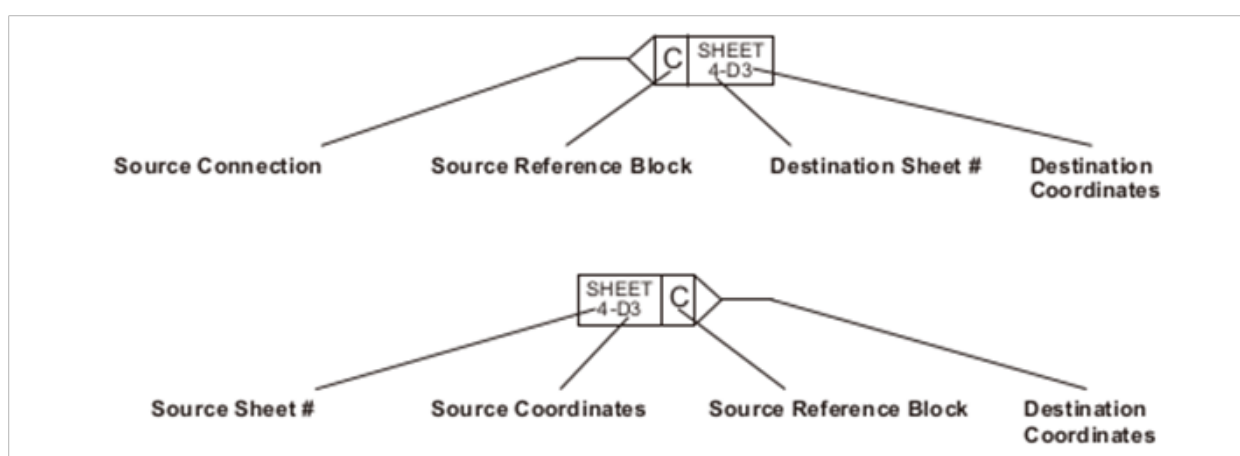 C
SHEET
4-D3
Source Connection
Source Reference Block
Destination Sheet #
Destination
Coordinates
SHEET
4-D3
C
Source Sheet #
Source Coordinates
Source Reference Block
Destination
Coordinates